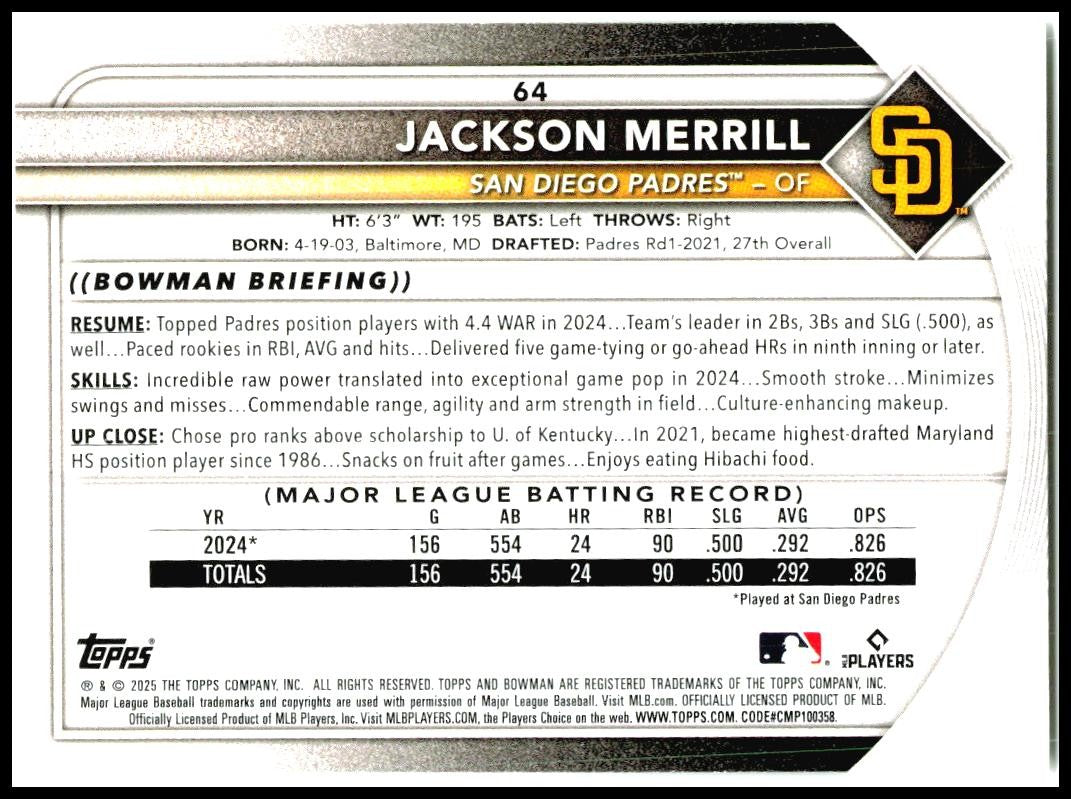 64
JACKSON MERRILL
SAN DIEGO PADRES™ – OF
SD™
HT: 6'3" WT: 195 BATS: Left THROWS: Right
BORN: 4-19-03, Baltimore, MD DRAFTED: Padres Rd1-2021, 27th Overall
((BOWMAN BRIEFING))
RESUME: Topped Padres position players with 4.4 WAR in 2024...Team's leader in 2Bs, 3Bs and SLG (.500), as
well...Paced rookies in RBI, AVG and hits...Delivered five game-tying or go-ahead HRs in ninth inning or later.
SKILLS: Incredible raw power translated into exceptional game pop in 2024...Smooth stroke...Minimizes
swings and misses...Commendable range, agility and arm strength in field...Culture-enhancing makeup.
UP CLOSE: Chose pro ranks above scholarship to U. of Kentucky...In 2021, became highest-drafted Maryland
HS position player since 1986...Snacks on fruit after games...Enjoys eating Hibachi food.
(MAJOR LEAGUE BATTING RECORD)
YR G AB HR RBI SLG AVG OPS
2024* 156 554 24 90 .500 .292 .826
TOTALS 156 554 24 90 .500 .292 .826
*Played at San Diego Padres
Topps®
MLB PLAYERS
® & © 2025 THE TOPPS COMPANY, INC. ALL RIGHTS RESERVED. TOPPS AND BOWMAN ARE REGISTERED TRADEMARKS OF THE TOPPS COMPANY, INC.
Major League Baseball trademarks and copyrights are used with permission of Major League Baseball. Visit MLB.com. OFFICIALLY LICENSED PRODUCT OF MLB.
Officially Licensed Product of MLB Players, Inc. Visit MLBPLAYERS.COM, the Players Choice on the web. WWW.TOPPS.COM. CODE#CMP100358.